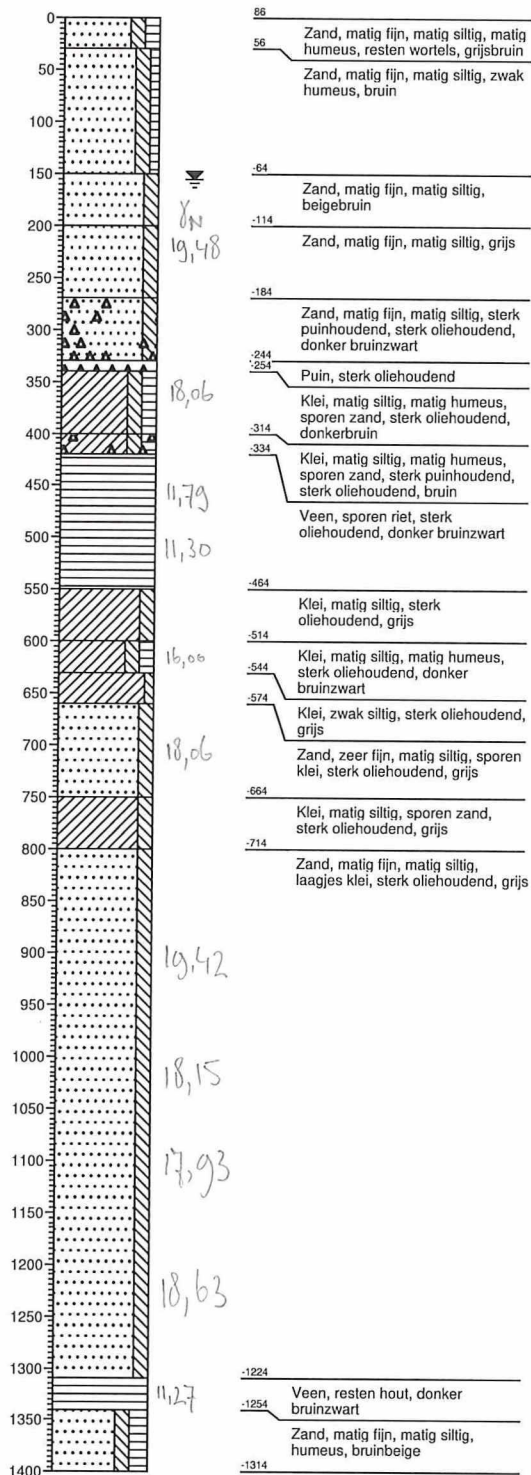 0
50
100
150
200
250
300
350
400
450
500
550
600
650
700
750
800
850
900
950
1000
1050
1100
1150
1200
1250
1300
1350
1400
γN
19,48
18,06
11,79
11,30
16,00
18,06
19,42
18,15
17,93
18,63
11,27
86
Zand, matig fijn, matig siltig, matig
humeus, resten wortels, grijsbruin
56
Zand, matig fijn, matig siltig, zwak
humeus, bruin
-64
Zand, matig fijn, matig siltig,
beigebruin
-114
Zand, matig fijn, matig siltig, grijs
-184
Zand, matig fijn, matig siltig, sterk
puinhoudend, sterk oliehoudend,
donker bruinzwart
-244
-254
Puin, sterk oliehoudend
Klei, matig siltig, matig humeus,
sporen zand, sterk oliehoudend,
donkerbruin
-314
-334
Klei, matig siltig, matig humeus,
sporen zand, sterk puinhoudend,
sterk oliehoudend, bruin
Veen, sporen riet, sterk
oliehoudend, donker bruinzwart
-464
Klei, matig siltig, sterk
oliehoudend, grijs
-514
Klei, matig siltig, matig humeus,
sterk oliehoudend, donker
bruinzwart
-544
-574
Klei, zwak siltig, sterk oliehoudend,
grijs
Zand, zeer fijn, matig siltig, sporen
klei, sterk oliehoudend, grijs
-664
Klei, matig siltig, sporen zand,
sterk oliehoudend, grijs
-714
Zand, matig fijn, matig siltig,
laagjes klei, sterk oliehoudend, grijs
-1224
Veen, resten hout, donker
bruinzwart
-1254
Zand, matig fijn, matig siltig,
humeus, bruinbeige
-1314